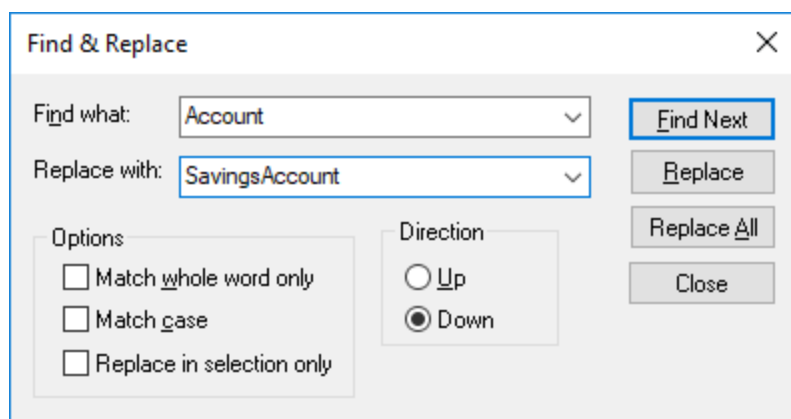 Find & Replace
Find what: Account Find Next
Replace with: SavingsAccount Replace
Replace All
Options Direction
Match whole word only Up Close
Match case Down
Replace in selection only